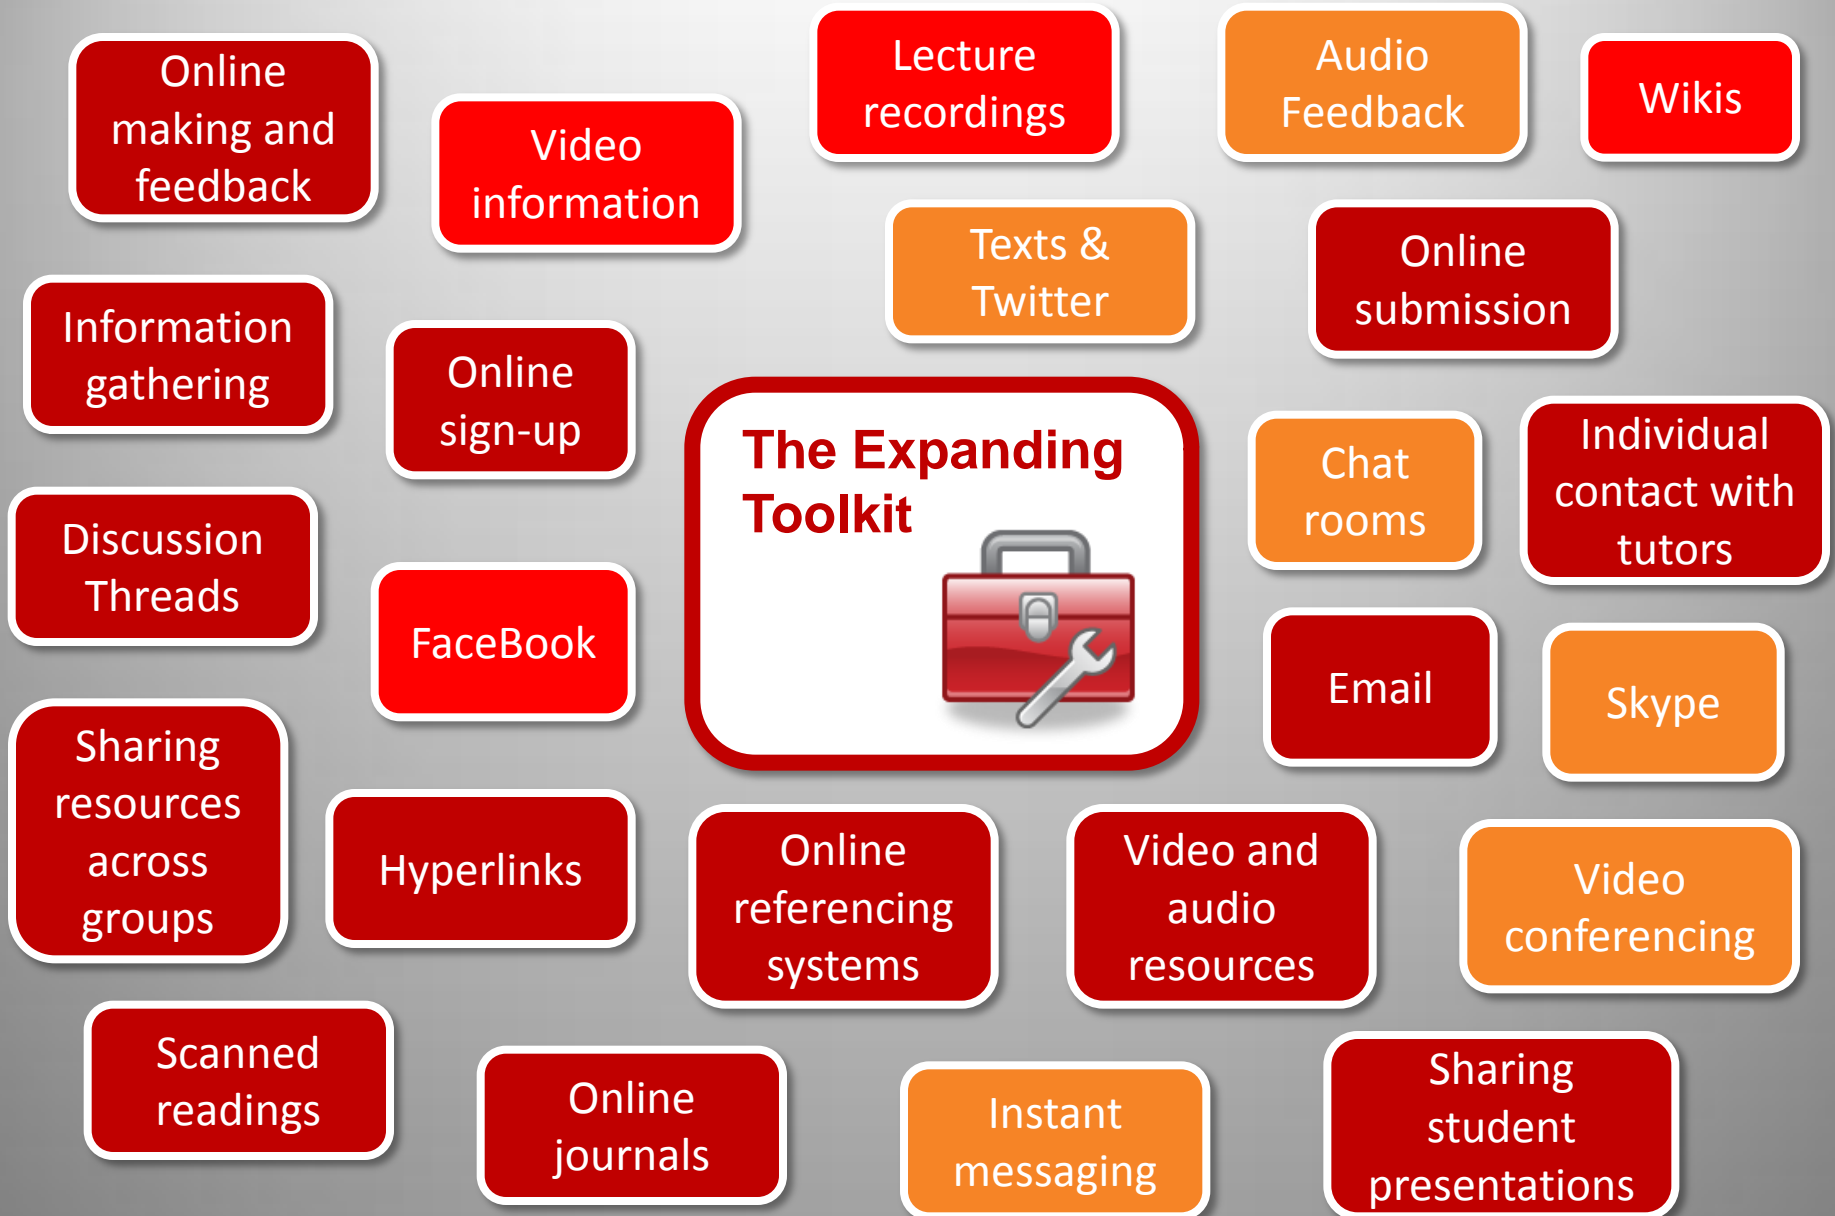 Online
making and
feedback
Video
information
Lecture
recordings
Audio
Feedback
Wikis
Texts &
Twitter
Online
submission
Information
gathering
Online
sign-up
The Expanding
Toolkit
Chat
rooms
Individual
contact with
tutors
Discussion
Threads
FaceBook
Email
Skype
Sharing
resources
across
groups
Hyperlinks
Online
referencing
systems
Video and
audio
resources
Video
conferencing
Scanned
readings
Online
journals
Instant
messaging
Sharing
student
presentations